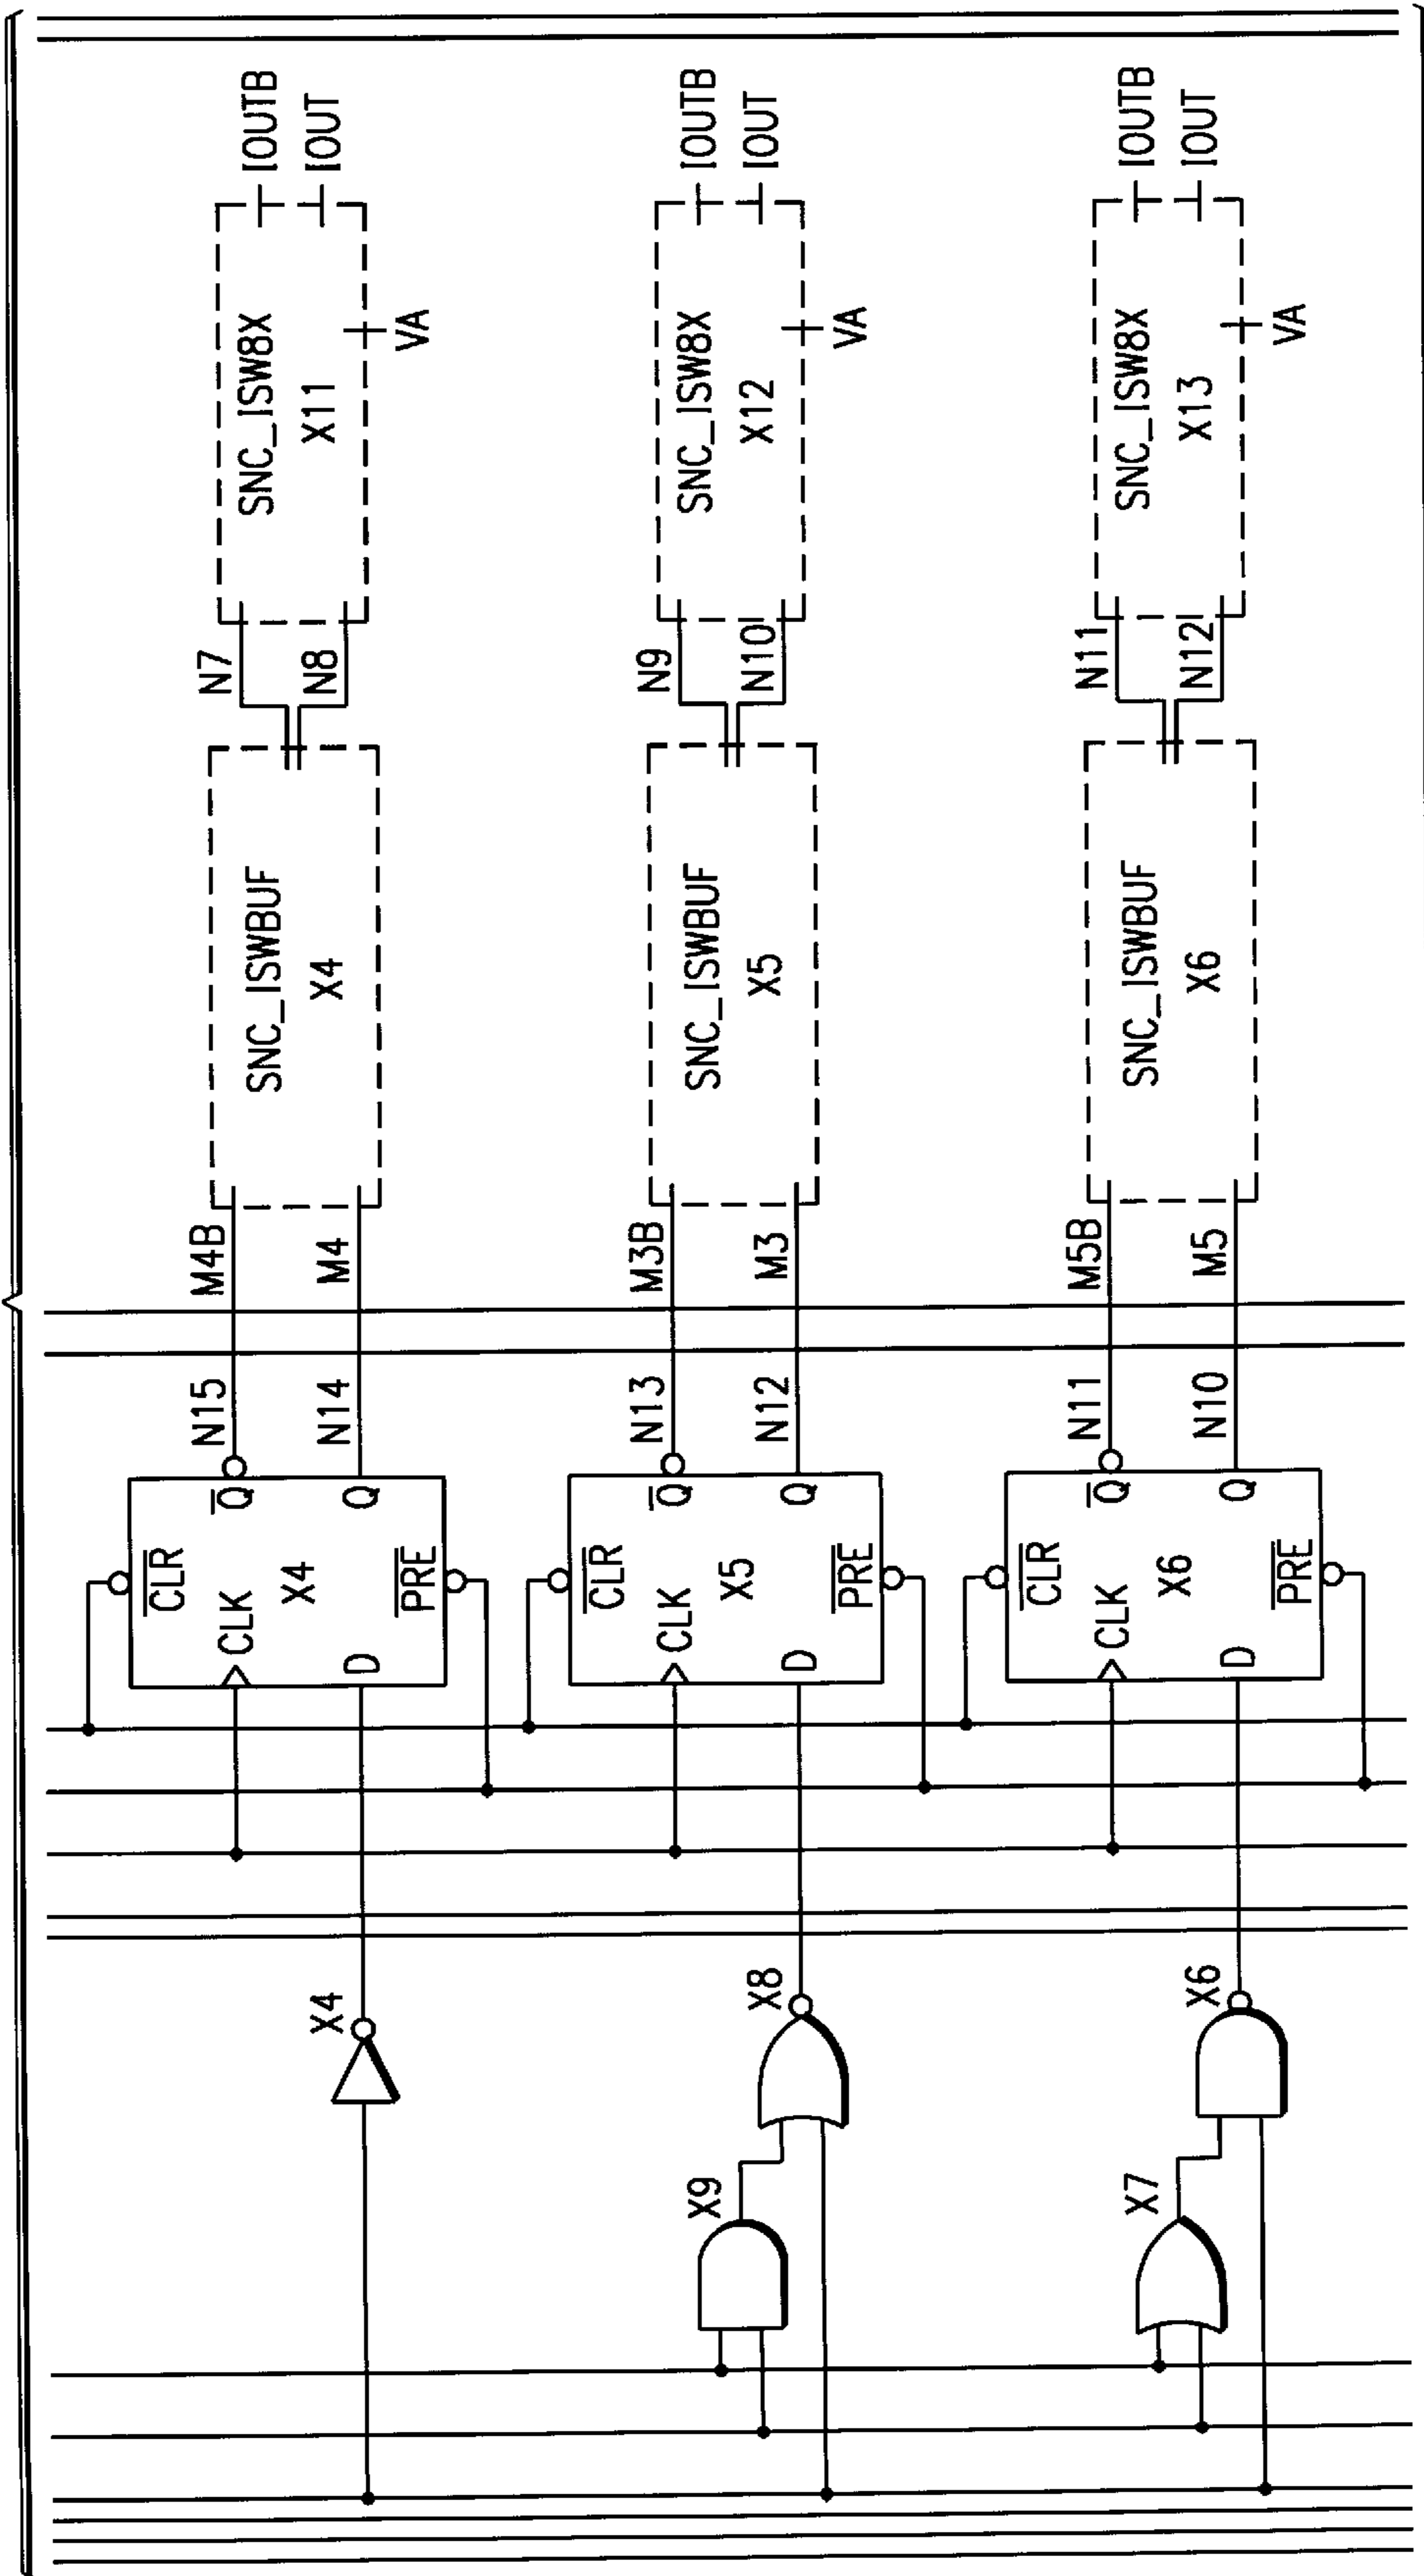 X4
CLR
CLK
X4
D
PRE
Q
Q
N15
N14
M4B
M4
SNC_ISWBUF
X4
N7
N8
SNC_ISW8X
X11
VA
IOUTB
IOUT
X9
X8
CLR
CLK
X5
D
PRE
Q
Q
N13
N12
M3B
M3
SNC_ISWBUF
X5
N9
N10
SNC_ISW8X
X12
VA
IOUTB
IOUT
X7
X6
CLR
CLK
X6
D
PRE
Q
Q
N11
N10
M5B
M5
SNC_ISWBUF
X6
N11
N12
SNC_ISW8X
X13
VA
IOUTB
IOUT